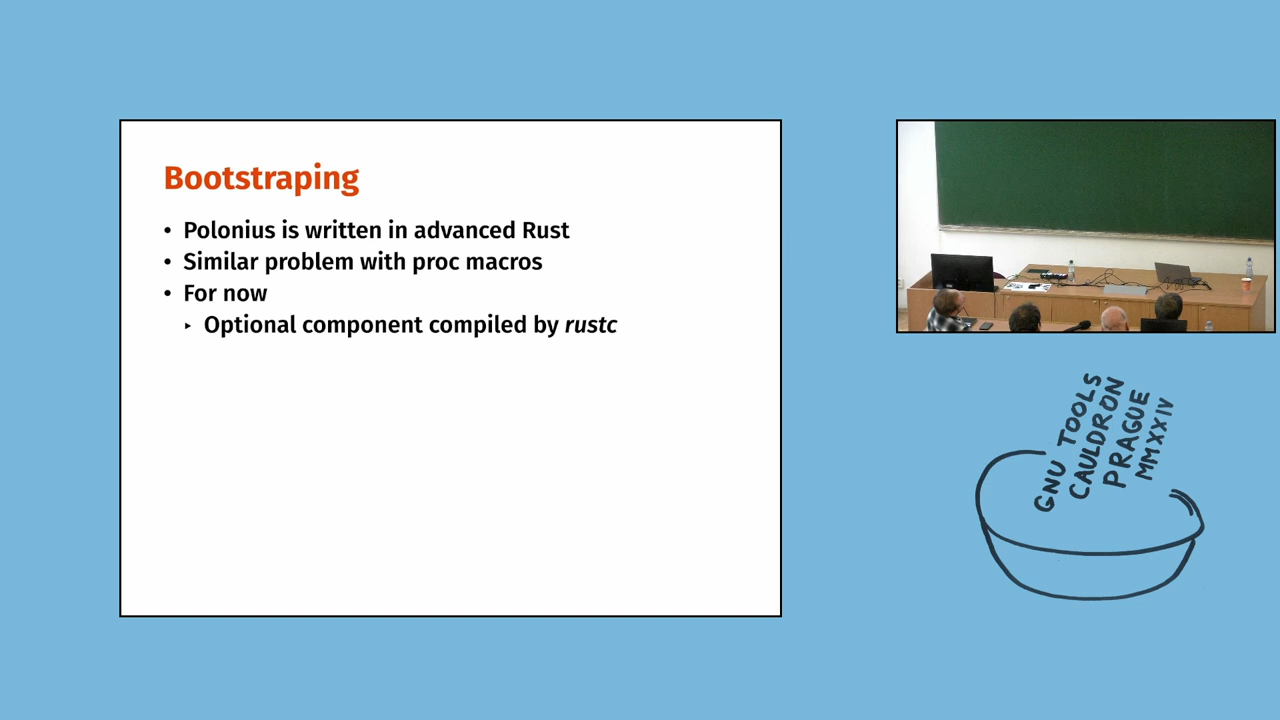 Bootstraping
• Polonius is written in advanced Rust
• Similar problem with proc macros
• For now
‣ Optional component compiled by rustc
GNU TOOLS
CAULDRON
PRAGUE
MMXXIV